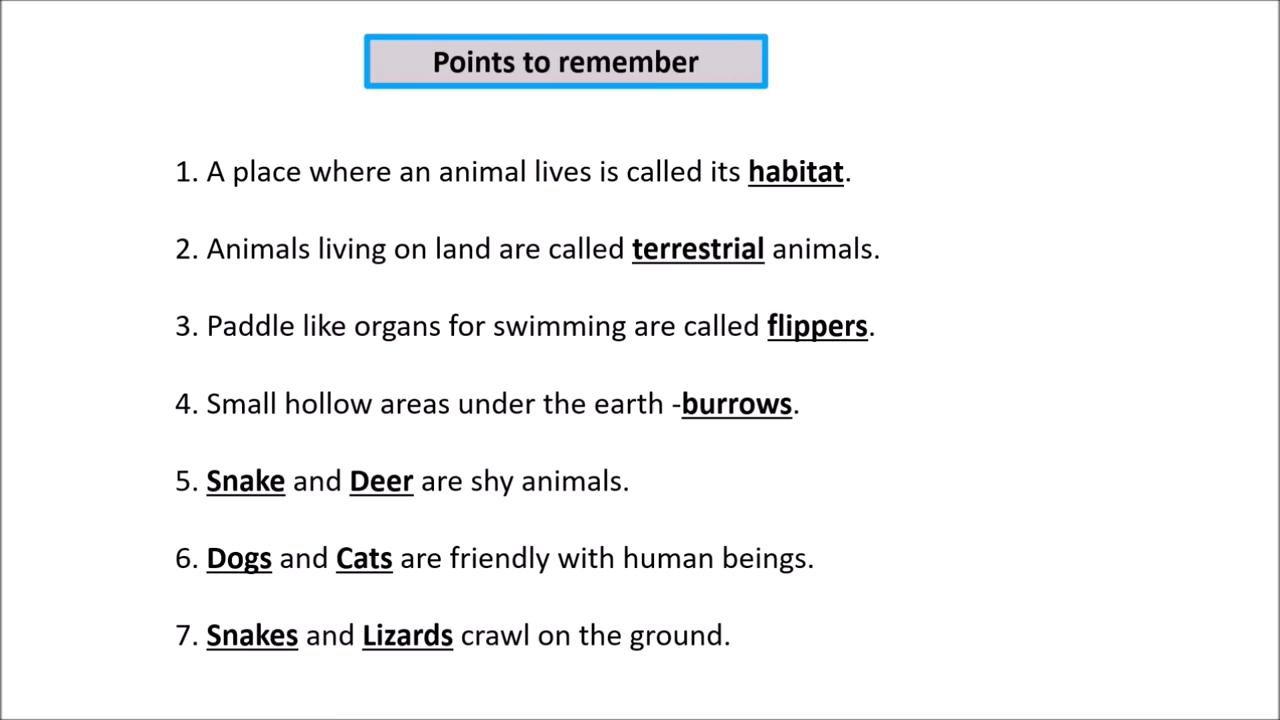 Points to remember
1. A place where an animal lives is called its habitat.
2. Animals living on land are called terrestrial animals.
3. Paddle like organs for swimming are called flippers.
4. Small hollow areas under the earth -burrows.
5. Snake and Deer are shy animals.
6. Dogs and Cats are friendly with human beings.
7. Snakes and Lizards crawl on the ground.